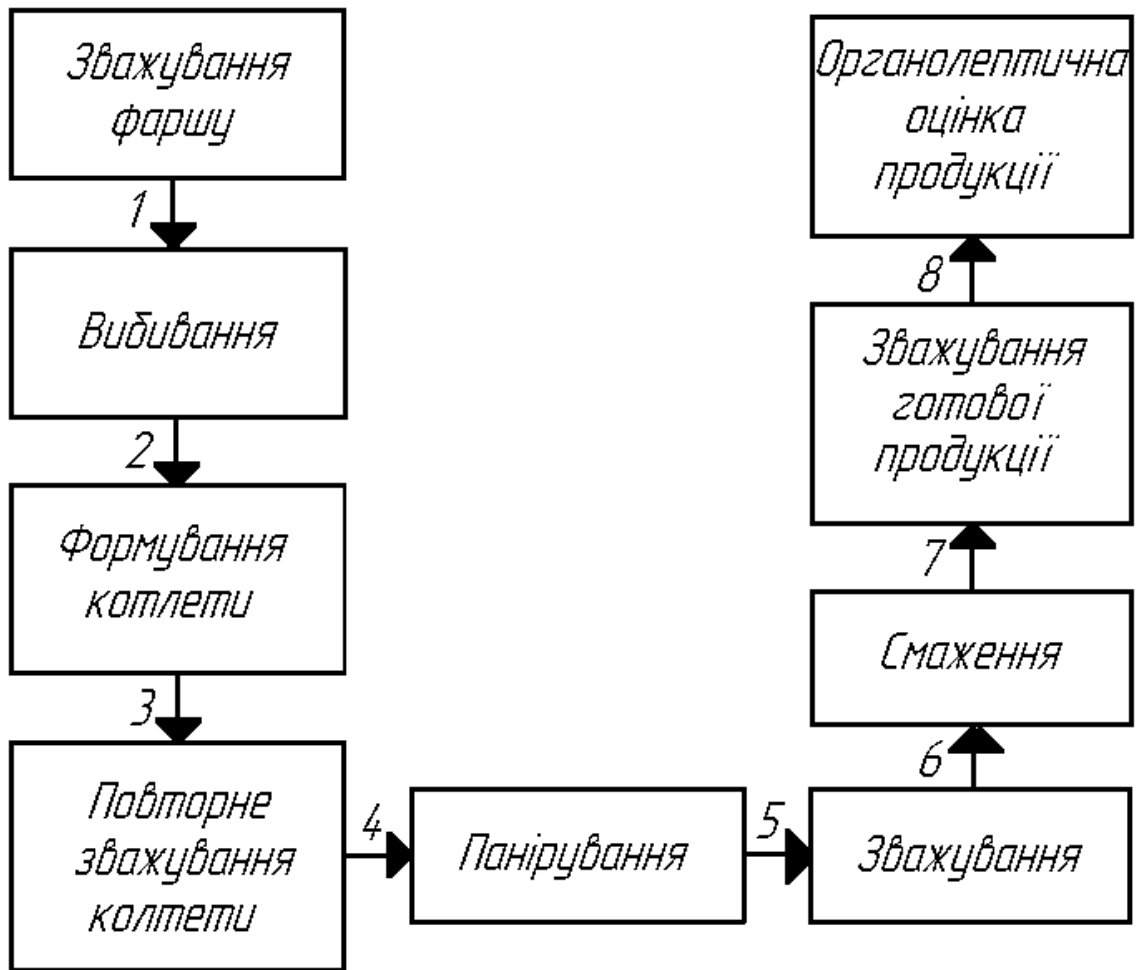 Зважування
фаршу
1
Вибивання
2
Формування
котлети
3
Повторне
зважування
колтети
4
Панірування
5
Зважування
6
Смаження
7
Зважування
готової
продукції
8
Органолептична
оцінка
продукції